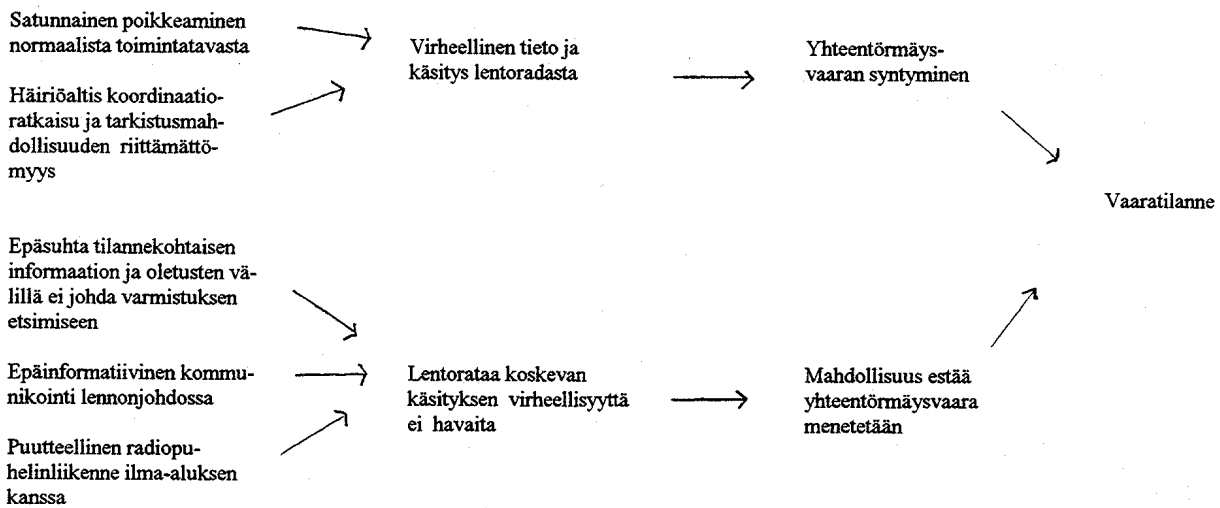 Satunnainen poikkeaminen
normaalista toimintatavasta
Häiriöaltis koordinaatio-
ratkaisu ja tarkistusmah-
dollisuuden riittämättö-
myys
Virheellinen tieto ja
käsitys lentoradasta
Yhteentörmäys-
vaaran syntyminen
Vaaratilanne
Epäsuhta tilannekohtaisen
informaation ja oletusten vä-
lillä ei johda varmistuksen
etsimiseen
Epäinformatiivinen kommu-
nikointi lennonjohdossa
Puutteellinen radiopu-
helinliikenne ilma-aluksen
kanssa
Lentorataa koskevan
käsityksen virheellisyyttä
ei havaita
Mahdollisuus estää
yhteentörmäysvaara
menetetään